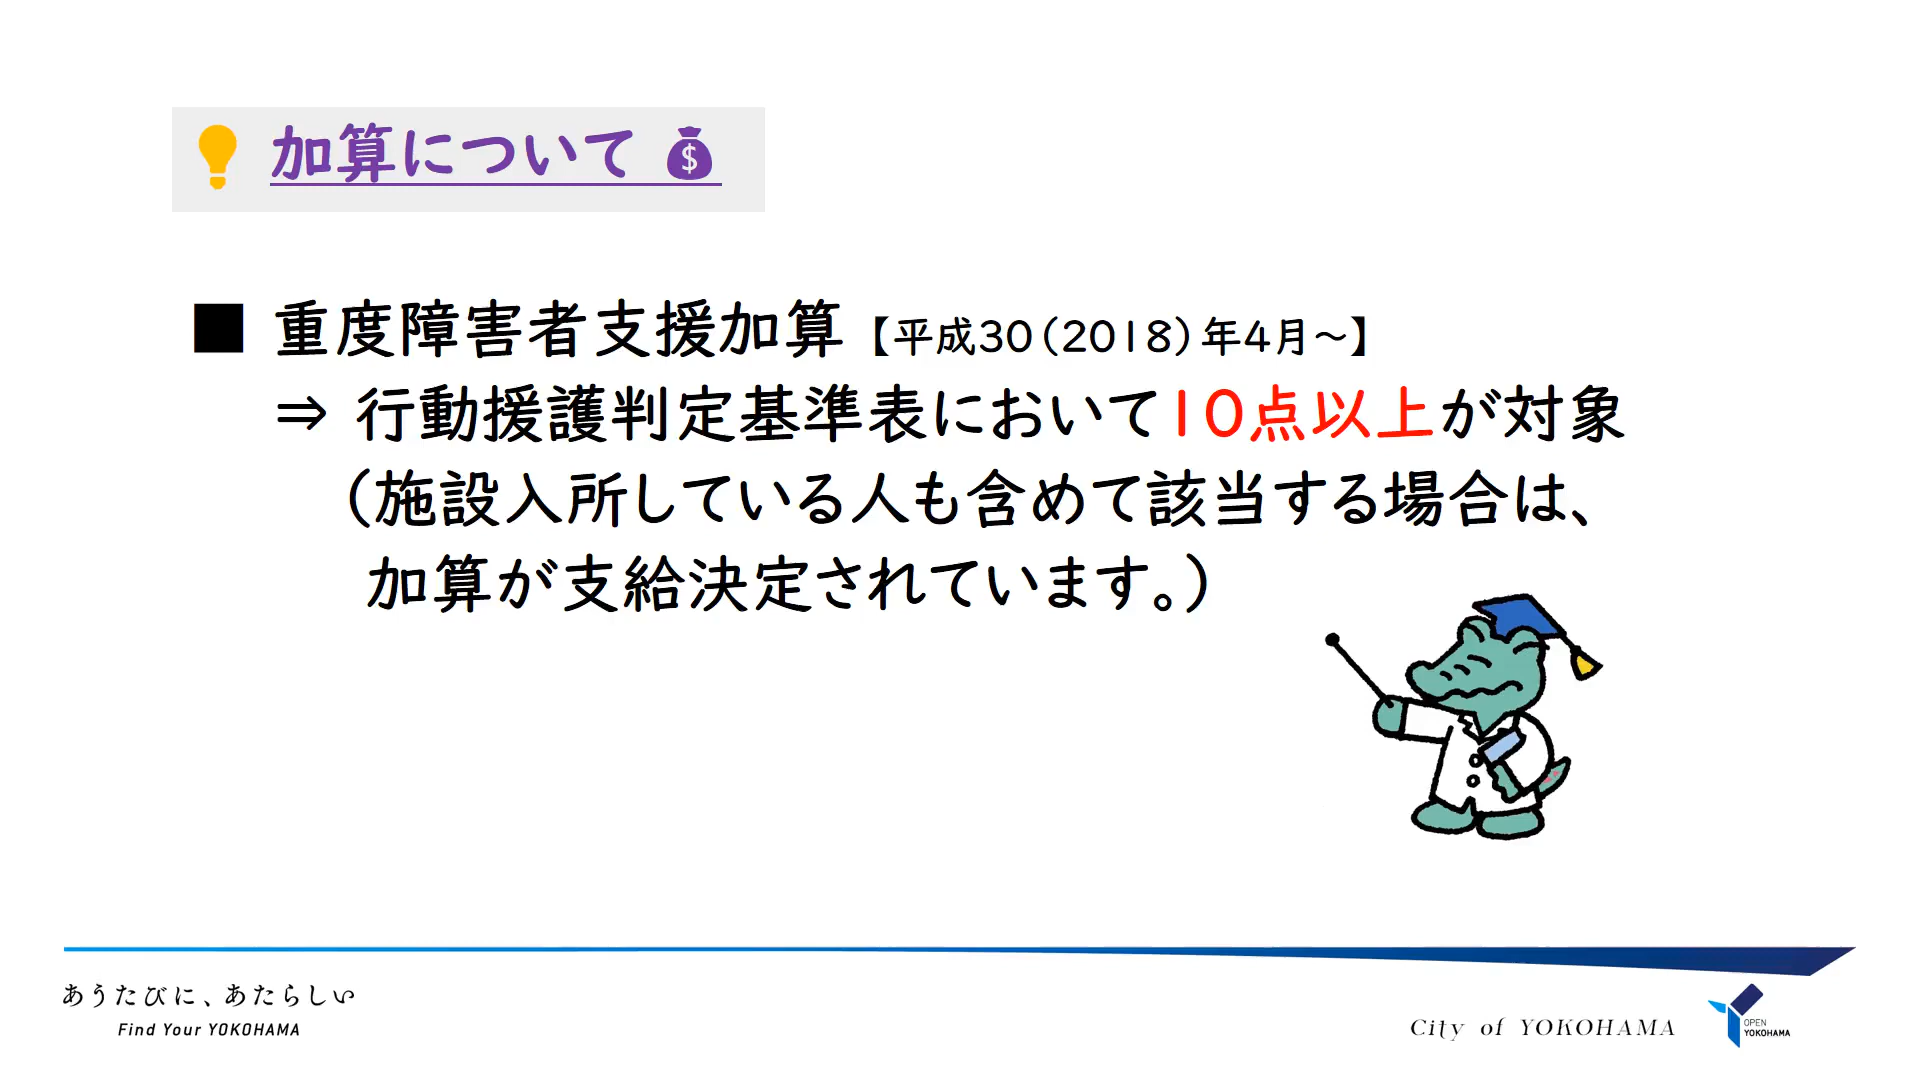 加算について
■ 重度障害者支援加算【平成30(2018)年4月～】
⇒ 行動援護判定基準表において10点以上が対象
(施設入所している人も含めて該当する場合は、
加算が支給決定されています。)
あうたびに、あたらしい
Find Your YOKOHAMA
City of YOKOHAMA
OPEN
YOKOHAMA